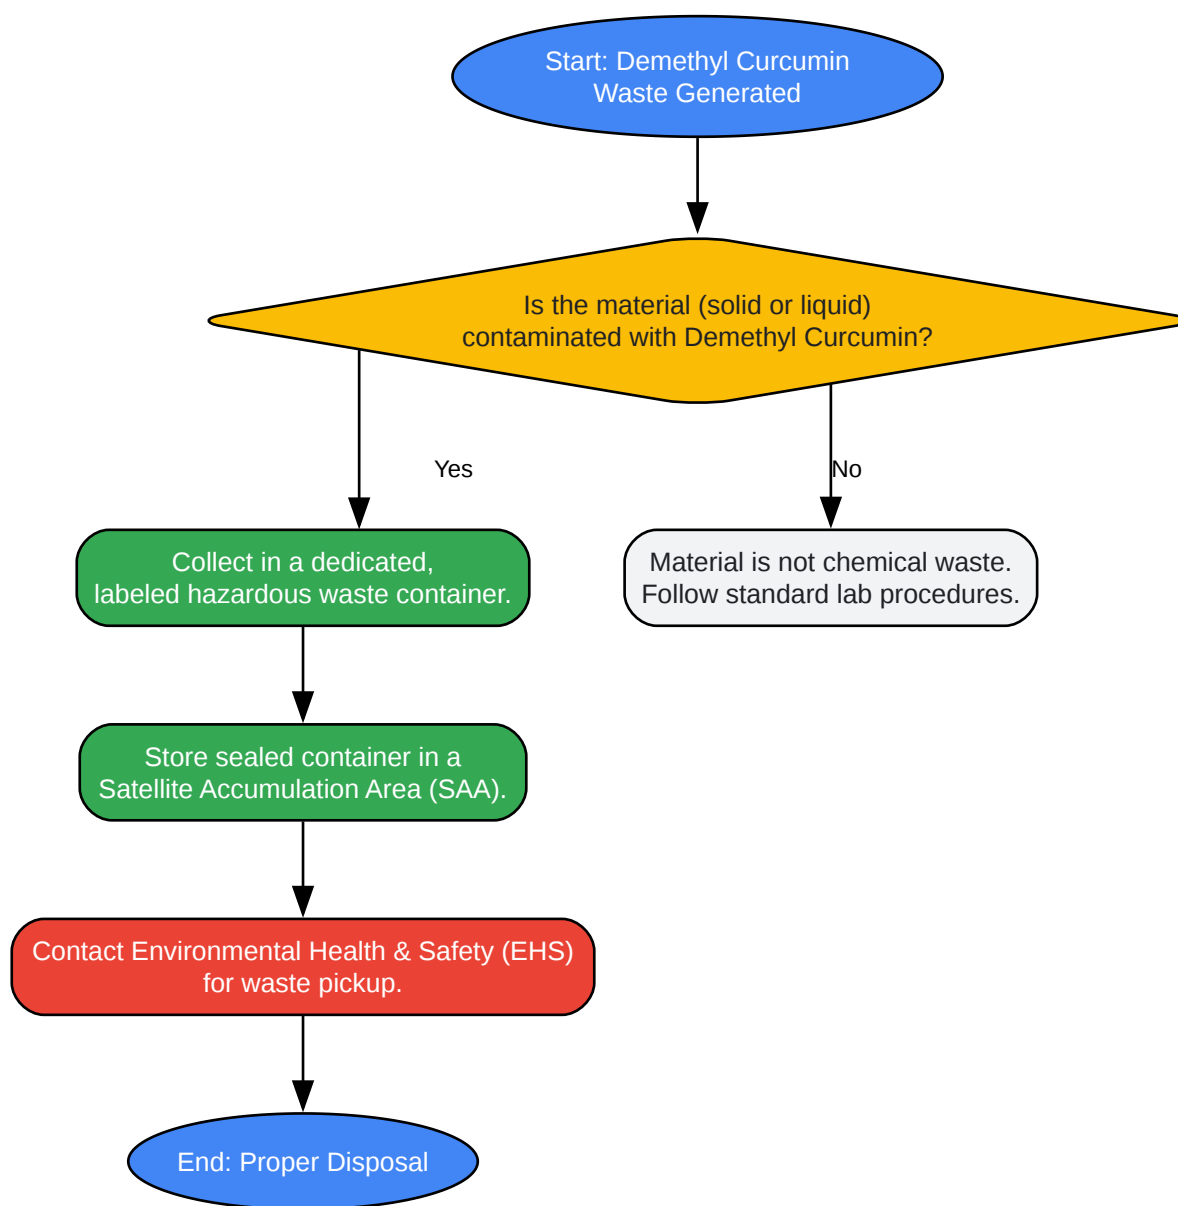 Start: Demethyl Curcumin
Waste Generated
Is the material (solid or liquid)
contaminated with Demethyl Curcumin?
Yes
No
Collect in a dedicated,
labeled hazardous waste container.
Material is not chemical waste.
Follow standard lab procedures.
Store sealed container in a
Satellite Accumulation Area (SAA).
Contact Environmental Health & Safety (EHS)
for waste pickup.
End: Proper Disposal